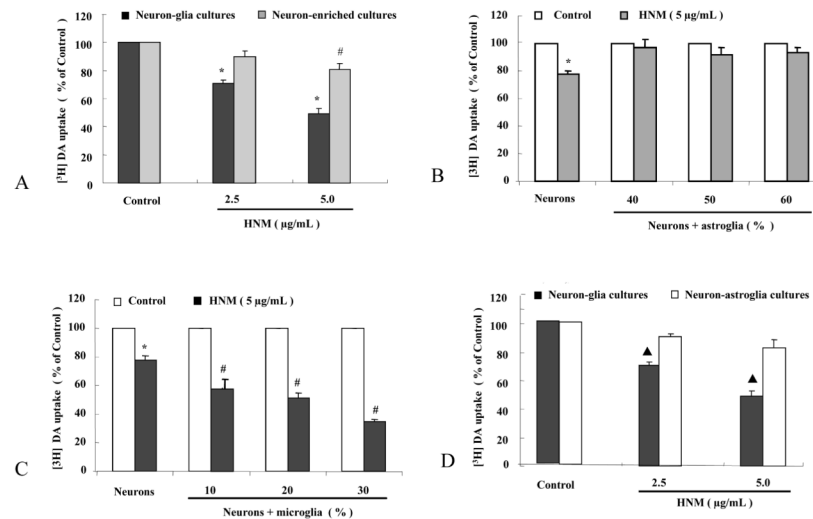 Neuron-glia cultures Neuron-enriched cultures
[³H] DA uptake ( % of Control)
120
100
80
60
40
120
0
*
*
#
Control 2.5 5.0
HNM ( µg/mL)
A
Control HNM ( 5 µg/mL)
[3H] DA uptake ( % of Control)
120
100
80
60
40
20
0
*
Neurons 40 50 60
Neurons + astroglia ( % )
B
Control HNM ( 5 µg/mL)
[3H] DA uptake ( % of Control)
120
100
80
60
40
20
0
*
#
#
#
Neurons 10 20 30
Neurons + microglia ( % )
C
Neuron-glia cultures Neuron-astroglia cultures
[³H] DA uptake ( % of Control)
120
100
80
60
40
20
0
Control 2.5 5.0
HNM ( µg/mL)
D